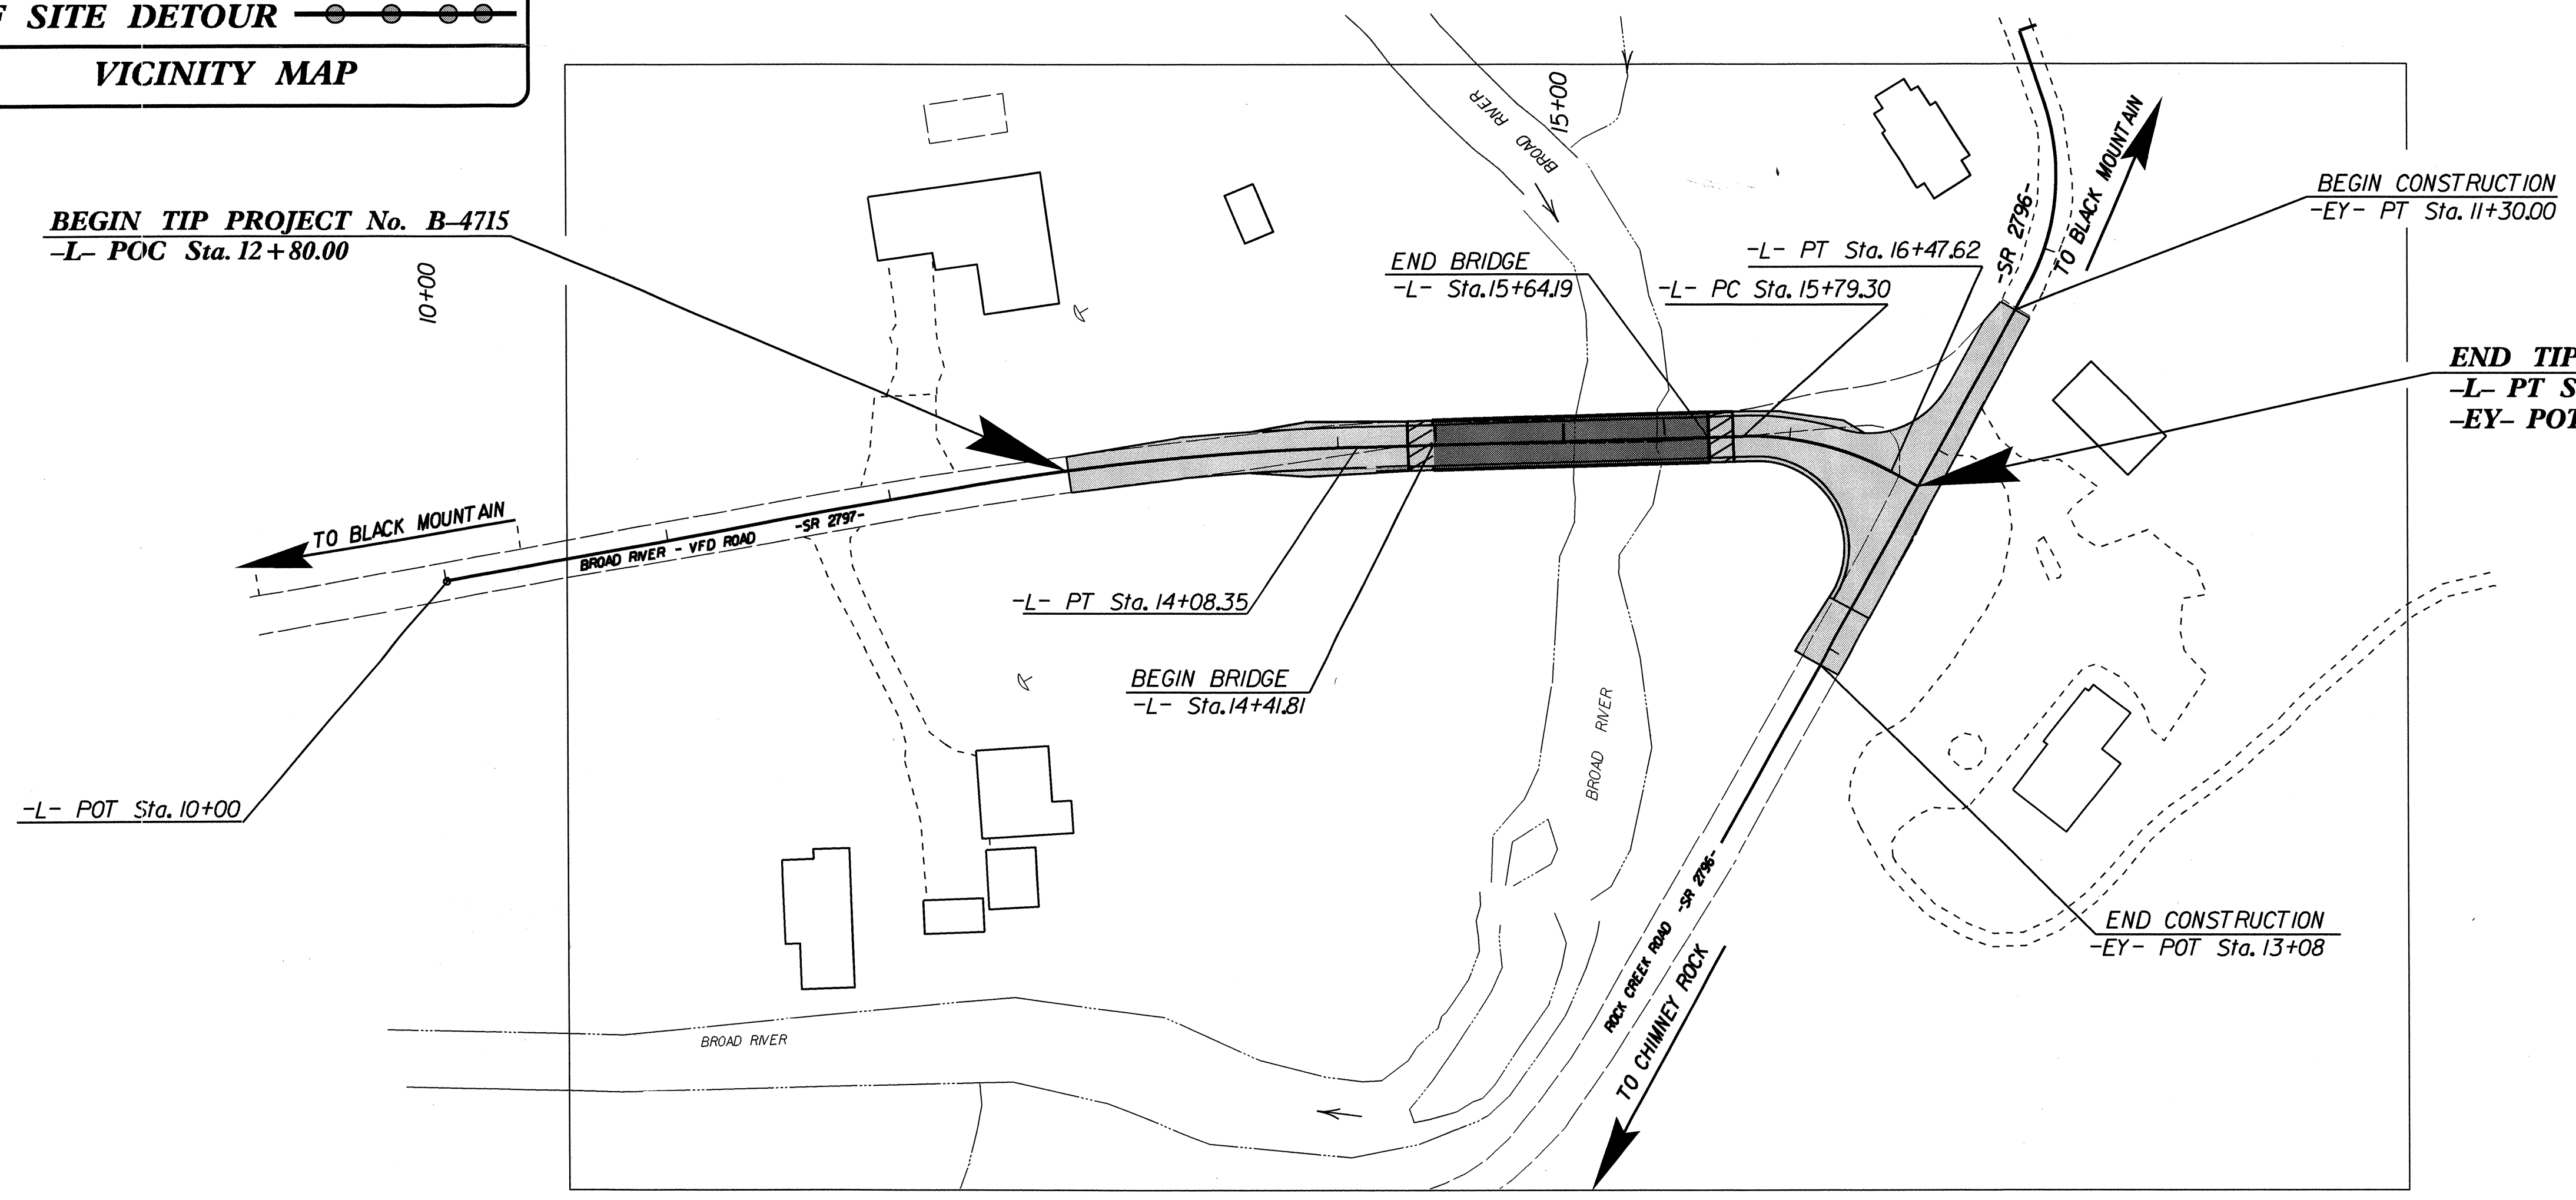 SITE DETOUR
VICINITY MAP
BEGIN TIP PROJECT No. B-4715
-L- POC Sta. 12+80.00
10+00
15+00
BROAD RIVER
-SR 2796-
TO BLACK MOUNTAIN
BEGIN CONSTRUCTION
-EY- PT Sta. 11+30.00
END BRIDGE
-L- Sta. 15+64.19
-L- PT Sta. 16+47.62
-L- PC Sta. 15+79.30
END TIP
-L- PT S
-EY- POT
TO BLACK MOUNTAIN
-SR 2797-
BROAD RIVER - VFD ROAD
-L- PT Sta. 14+08.35
BEGIN BRIDGE
-L- Sta. 14+41.81
BROAD RIVER
-L- POT Sta. 10+00
ROCK CREEK ROAD -SR 2796-
TO CHIMNEY ROCK
END CONSTRUCTION
-EY- POT Sta. 13+08
BROAD RIVER